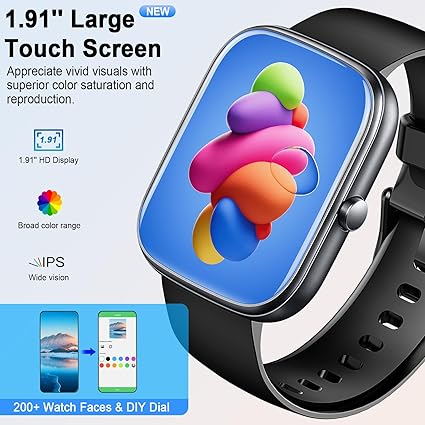 1.91" Large NEW
Touch Screen
Appreciate vivid visuals with
superior color saturation and
reproduction.
1.91
1.91" HD Display
Broad color range
IPS
Wide vision
200+ Watch Faces & DIY Dial